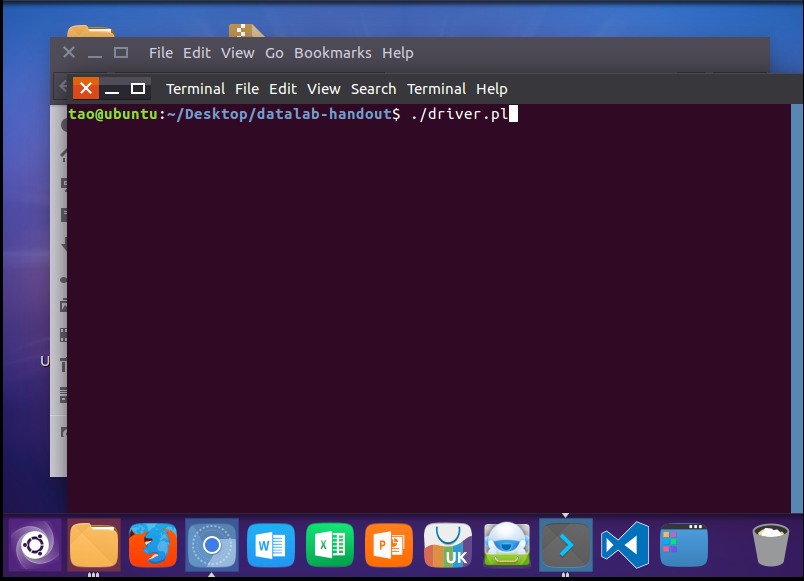 File Edit View Go Bookmarks Help
Terminal File Edit View Search Terminal Help
tao@ubuntu:~/Desktop/datalab-handout$ ./driver.pl
U
W X P UK